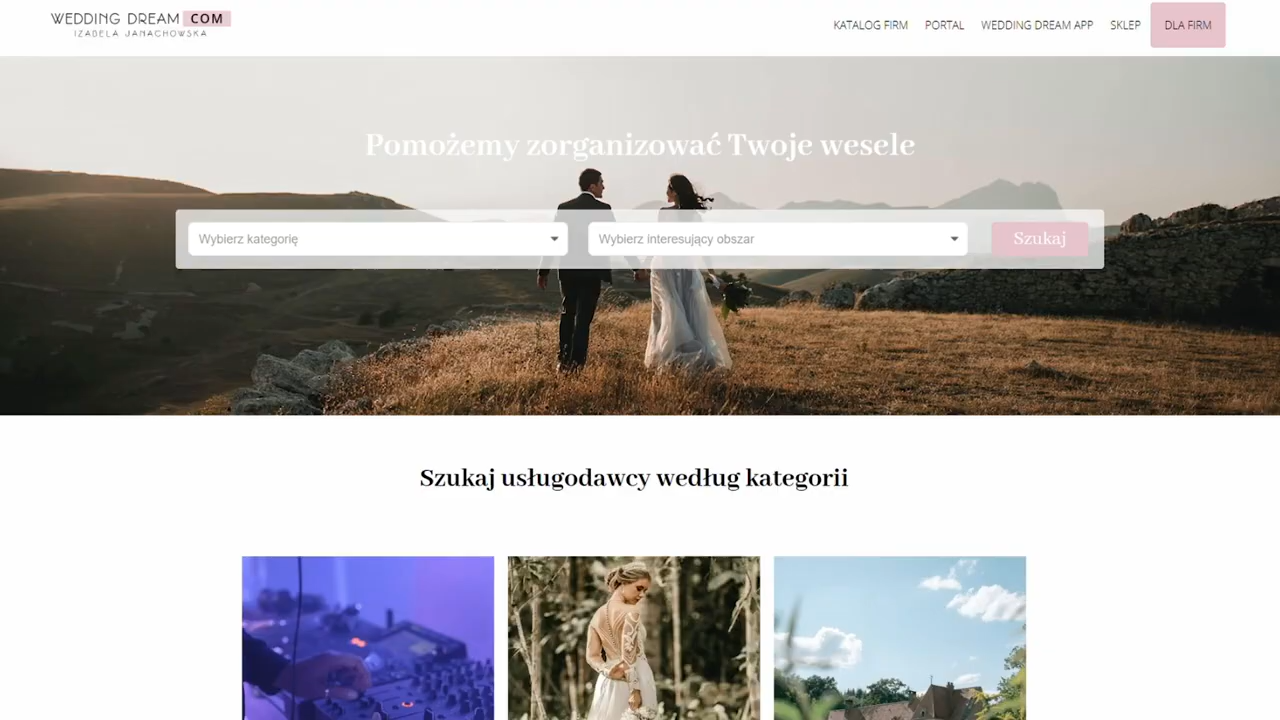 WEDDING DREAM COM
IZABELA JANACHOWSKA
KATALOG FIRM
PORTAL
WEDDING DREAM APP
SKLEP
DLA FIRM
Pomożemy zorganizować Twoje wesele
Wybierz kategorię
Wybierz interesujący obszar
Szukaj
Szukaj usługodawcy według kategorii